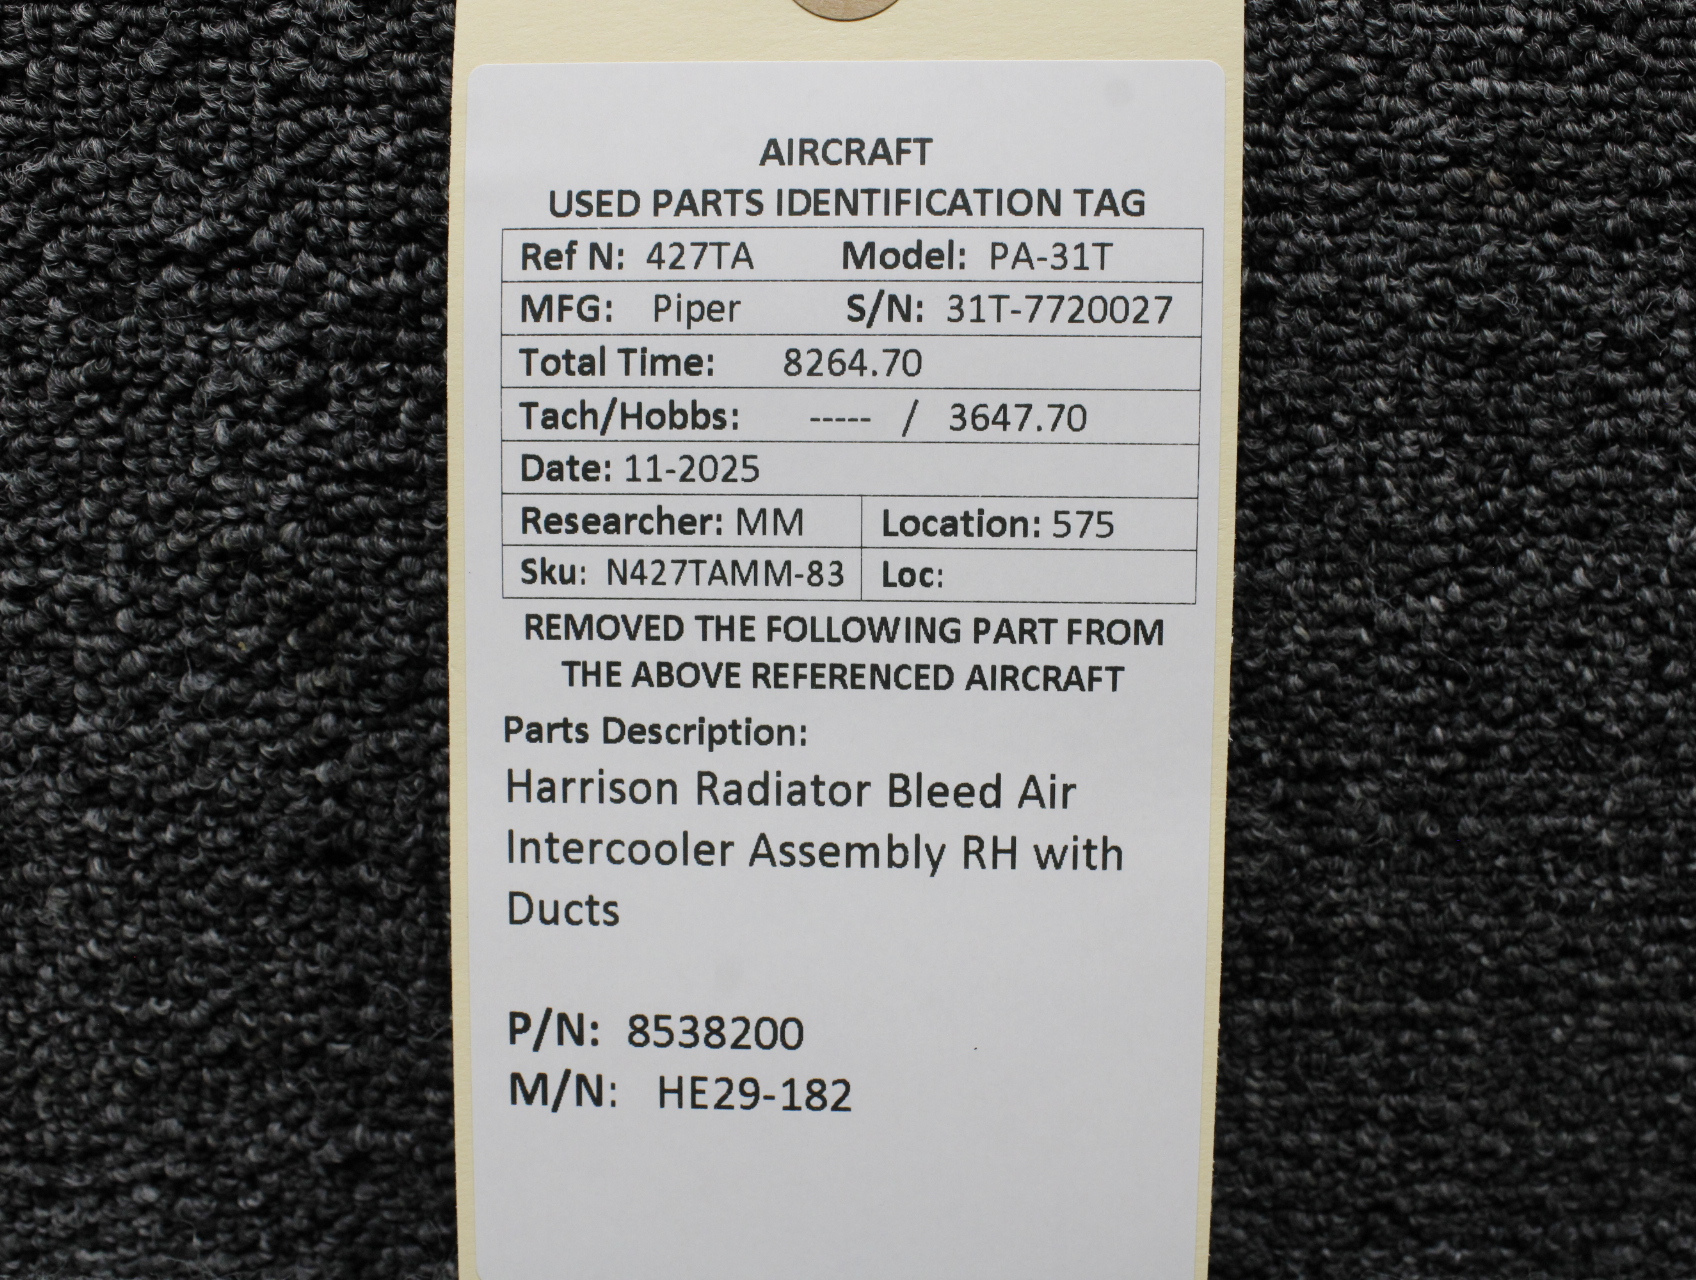 AIRCRAFT
USED PARTS IDENTIFICATION TAG
Ref N: 427TA Model: PA-31T
MFG: Piper S/N: 31T-7720027
Total Time: 8264.70
Tach/Hobbs: ----- / 3647.70
Date: 11-2025
Researcher: MM Location: 575
Sku: N427TAMM-83 Loc:
REMOVED THE FOLLOWING PART FROM
THE ABOVE REFERENCED AIRCRAFT
Parts Description:
Harrison Radiator Bleed Air
Intercooler Assembly RH with
Ducts
P/N: 8538200
M/N: HE29-182